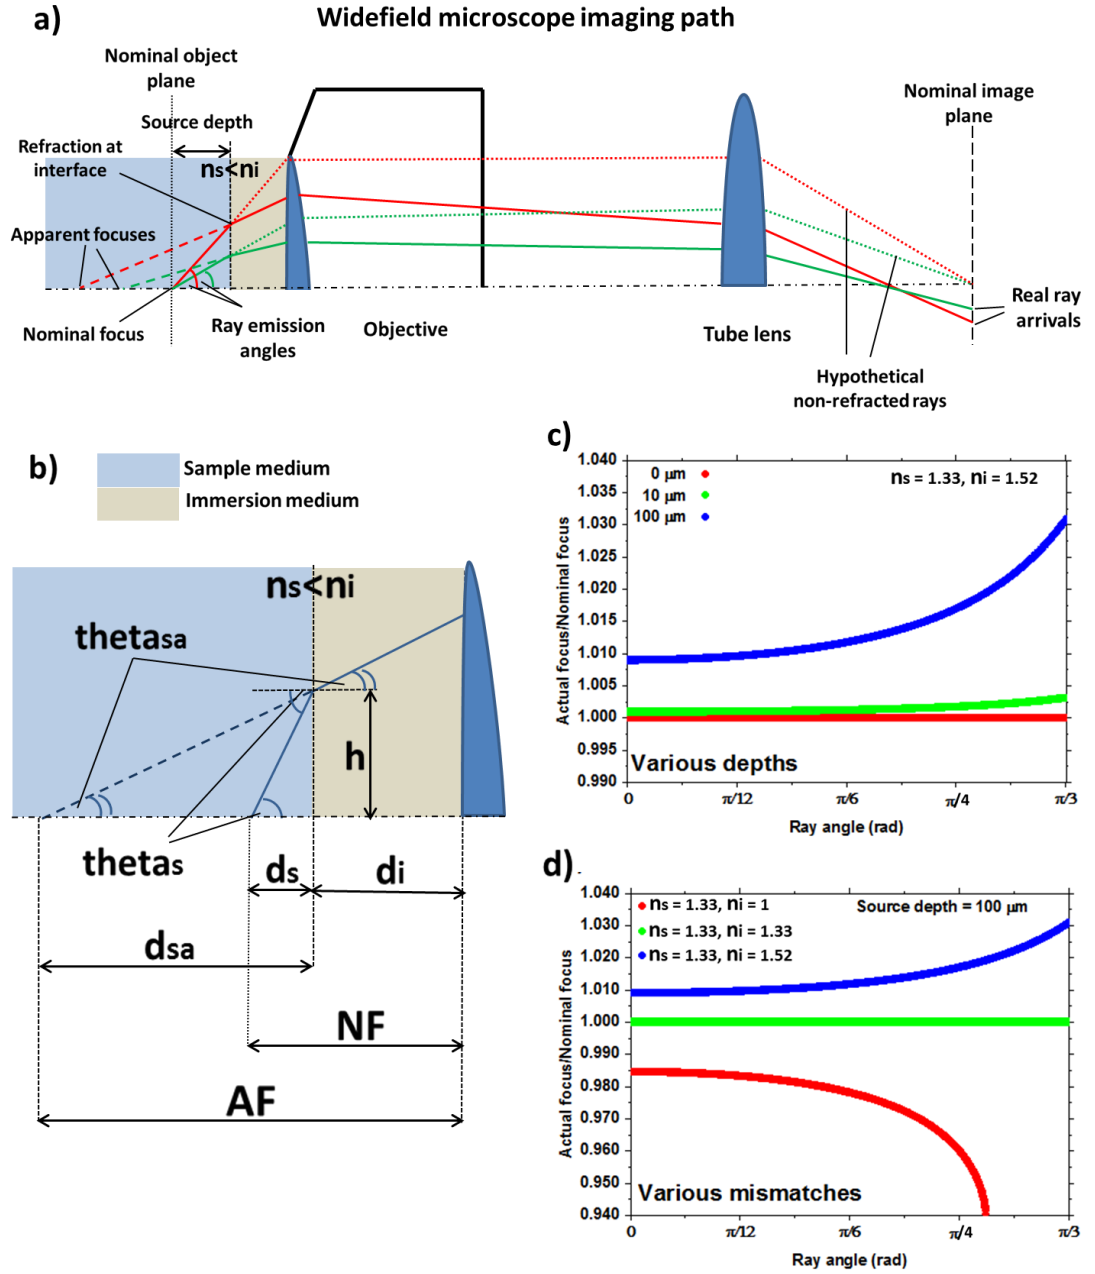 a)
Widefield microscope imaging path
Nominal object
plane
Source depth
Refraction at
interface
ns<ni
Apparent focuses
Nominal focus
Ray emission
angles
Objective
Tube lens
Nominal image
plane
Real ray
arrivals
Hypothetical
non-refracted rays
b)
Sample medium
Immersion medium
ns<ni
thetasa
h
thetas
ds
di
dsa
NF
AF
c)
Actual focus/Nominal focus
1.040
1.035
1.030
1.025
1.020
1.015
1.010
1.005
1.000
0.995
0.990
0 µm
10 µm
100 µm
ns = 1.33, ni = 1.52
Various depths
0
π/12
π/6
π/4
π/3
Ray angle (rad)
d)
Actual focus/Nominal focus
1.040
1.030
1.020
1.010
1.000
0.990
0.980
0.970
0.960
0.950
0.940
ns = 1.33, ni = 1
ns = 1.33, ni = 1.33
ns = 1.33, ni = 1.52
Source depth = 100 µm
Various mismatches
0
π/12
π/6
π/4
π/3
Ray angle (rad)